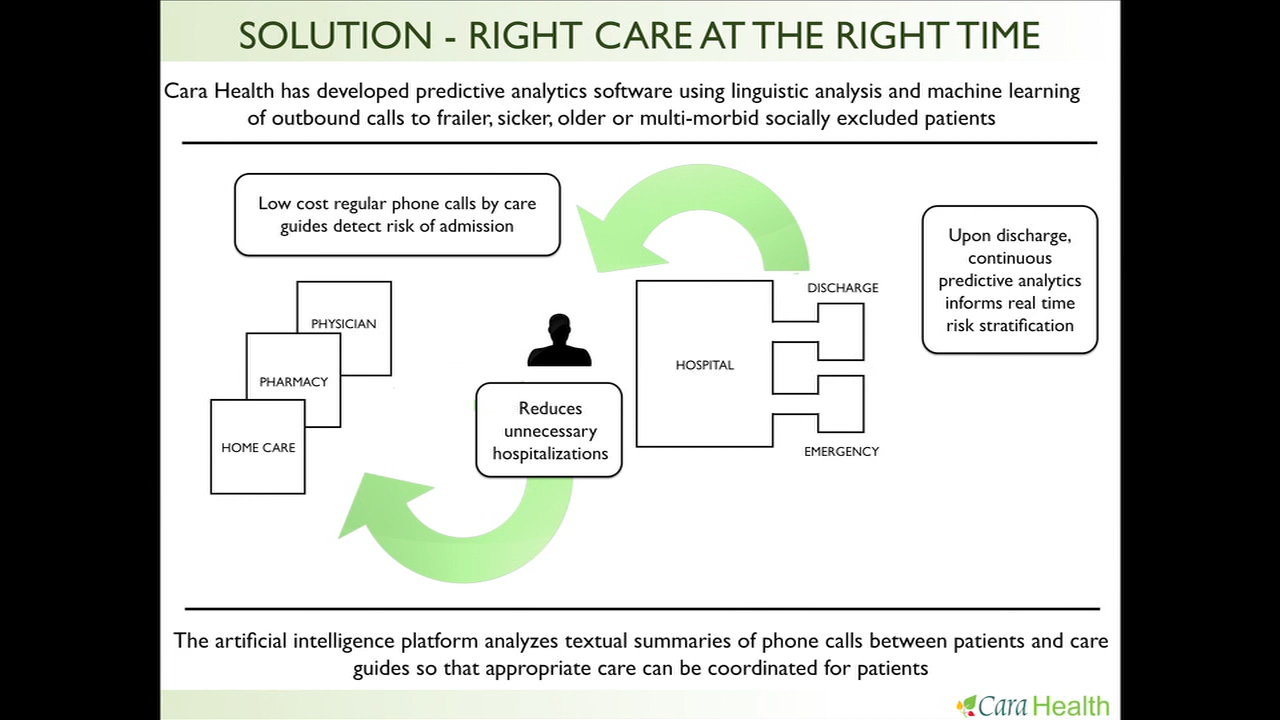 SOLUTION - RIGHT CARE AT THE RIGHT TIME
Cara Health has developed predictive analytics software using linguistic analysis and machine learning
of outbound calls to frailer, sicker, older or multi-morbid socially excluded patients
Low cost regular phone calls by care
guides detect risk of admission
Upon discharge,
continuous
predictive analytics
informs real time
risk stratification
DISCHARGE
PHYSICIAN
HOSPITAL
PHARMACY
Reduces
unnecessary
hospitalizations
HOME CARE
EMERGENCY
The artificial intelligence platform analyzes textual summaries of phone calls between patients and care
guides so that appropriate care can be coordinated for patients
Cara Health